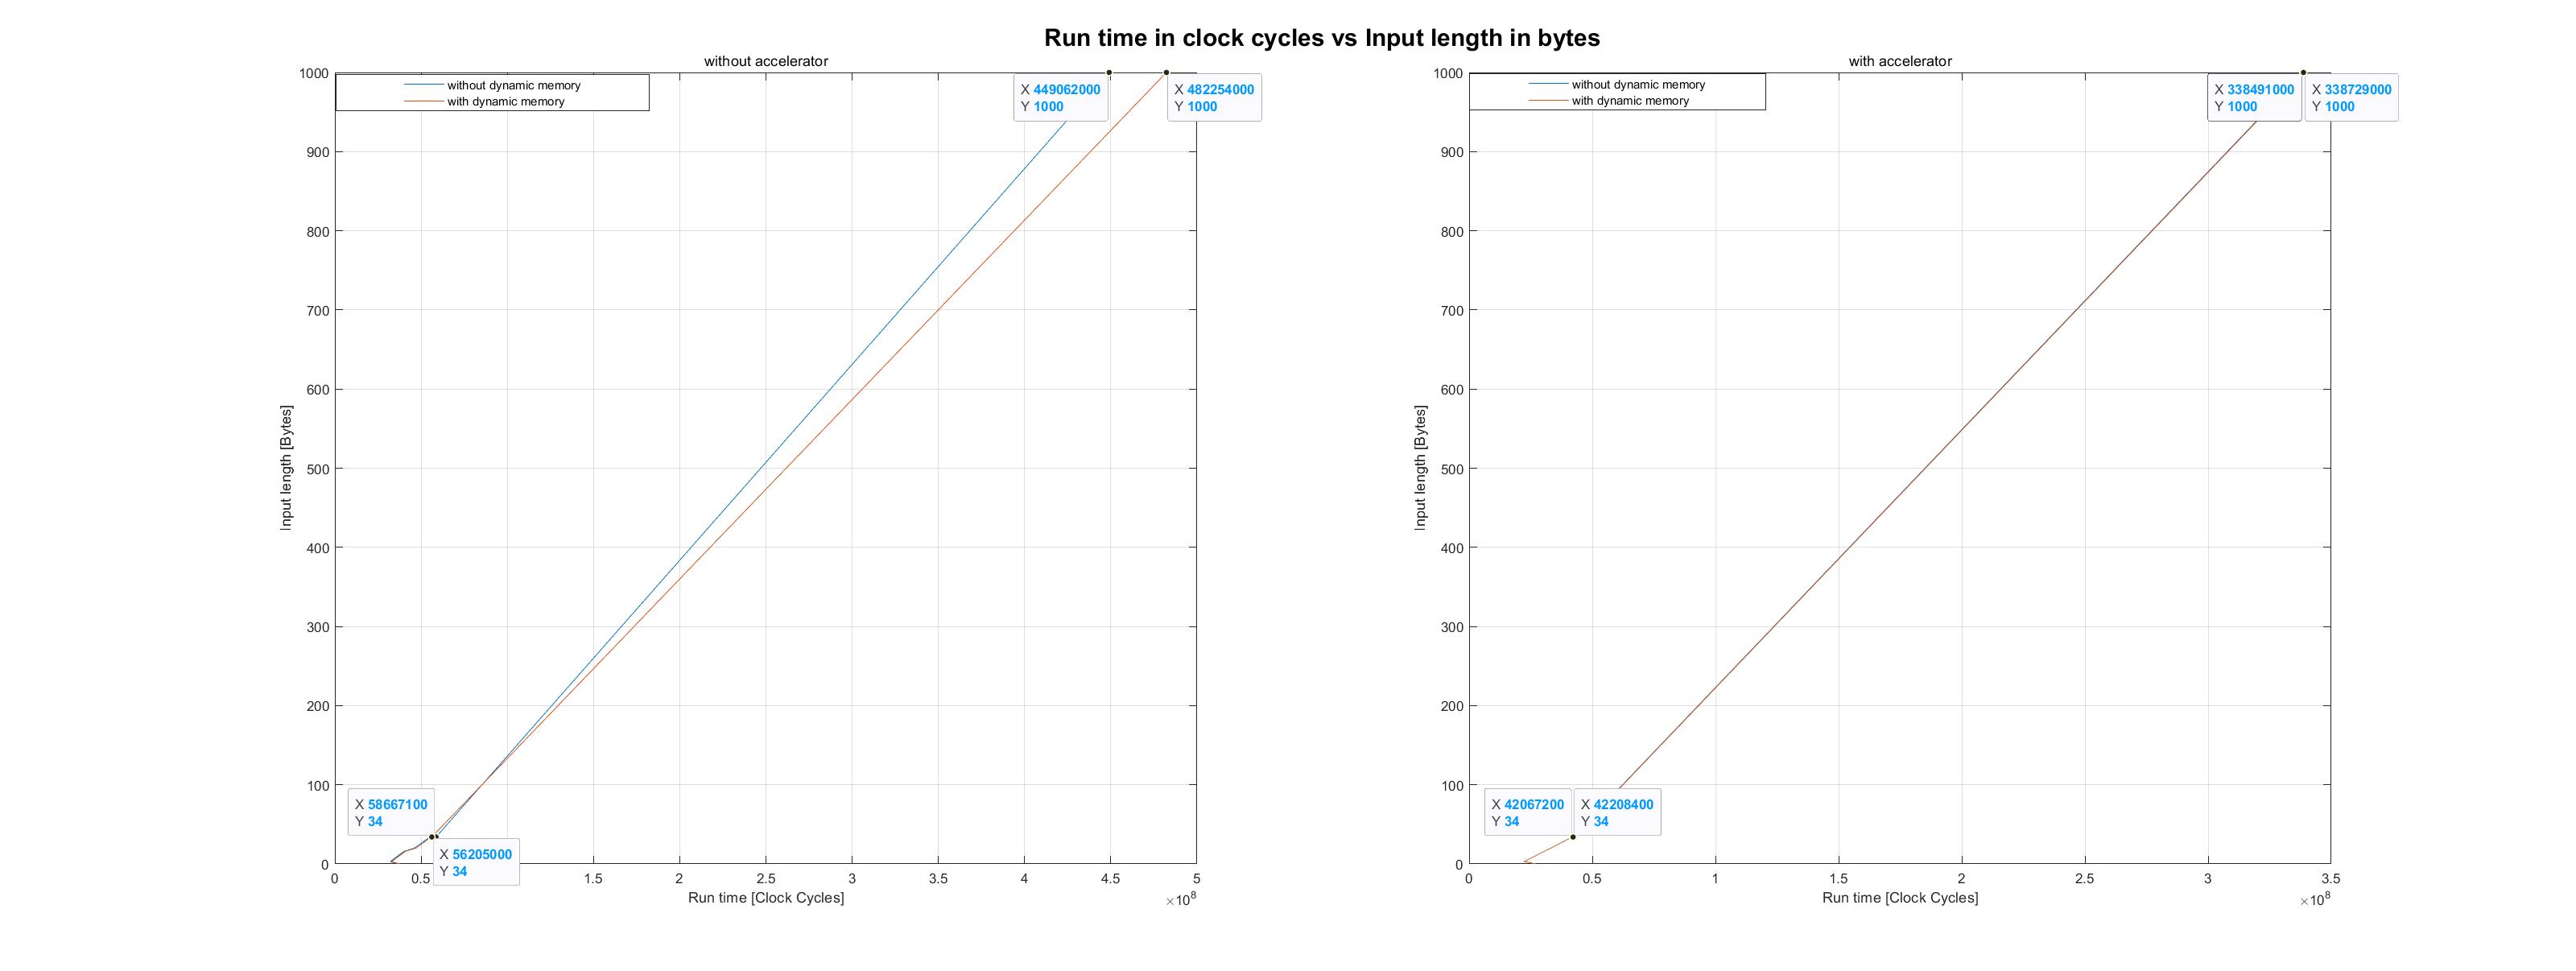 Run time in clock cycles vs Input length in bytes
without accelerator
without dynamic memory
with dynamic memory
X 449062000
Y 1000
X 482254000
Y 1000
1000
900
800
700
600
500
400
300
200
100
0
Input length [Bytes]
X 58667100
Y 34
X 56205000
Y 34
0
0.5
1.5
2
2.5
3
3.5
4
4.5
5
Run time [Clock Cycles]
×10⁸
with accelerator
without dynamic memory
with dynamic memory
X 338491000
Y 1000
X 338729000
Y 1000
1000
900
800
700
600
500
400
300
200
100
0
Input length [Bytes]
X 42067200
Y 34
X 42208400
Y 34
0
0.5
1
1.5
2
2.5
3
3.5
Run time [Clock Cycles]
×10⁸